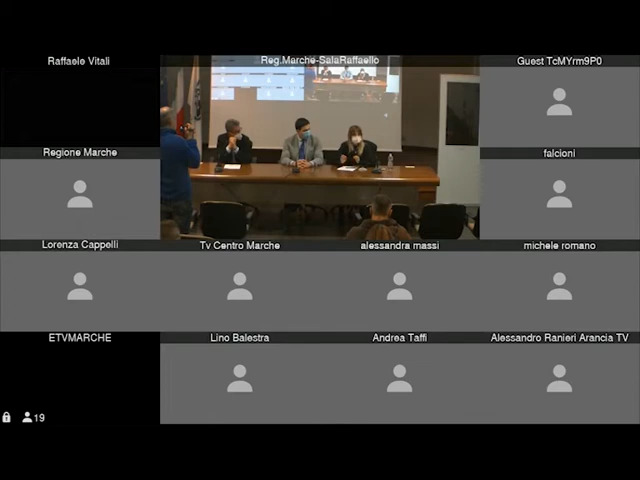 Raffaele Vitali
Reg.Marche-SalaRaffaello
Guest TcMYrm9P0
Regione Marche
falcioni
Lorenza Cappelli
Tv Centro Marche
alessandra massi
michele romano
ETVMARCHE
Lino Balestra
Andrea Taffi
Alessandro Ranieri Arancia TV
19